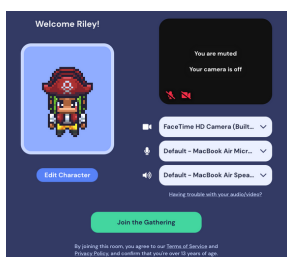 Welcome Riley!
You are muted
Your camera is off
FaceTime HD Camera (Built...
Default - MacBook Air Micr...
Edit Character
Default - MacBook Air Spea...
Having trouble with your audio/video?
Join the Gathering
By joining this room, you agree to our Terms of Service and
Privacy Policy, and confirm that you're over 13 years of age.